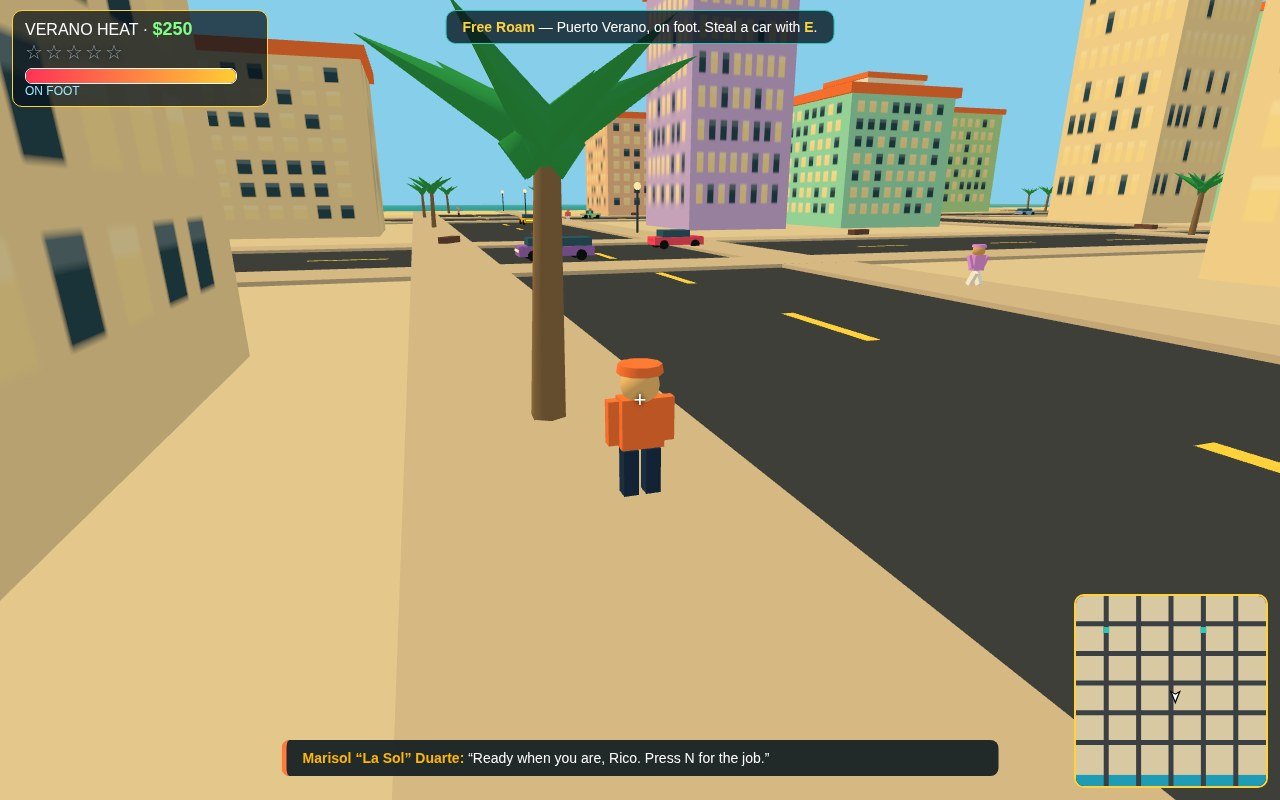 VERANO HEAT · $250
☆☆☆☆☆
ON FOOT
Free Roam — Puerto Verano, on foot. Steal a car with E.
Marisol “La Sol” Duarte: “Ready when you are, Rico. Press N for the job.”